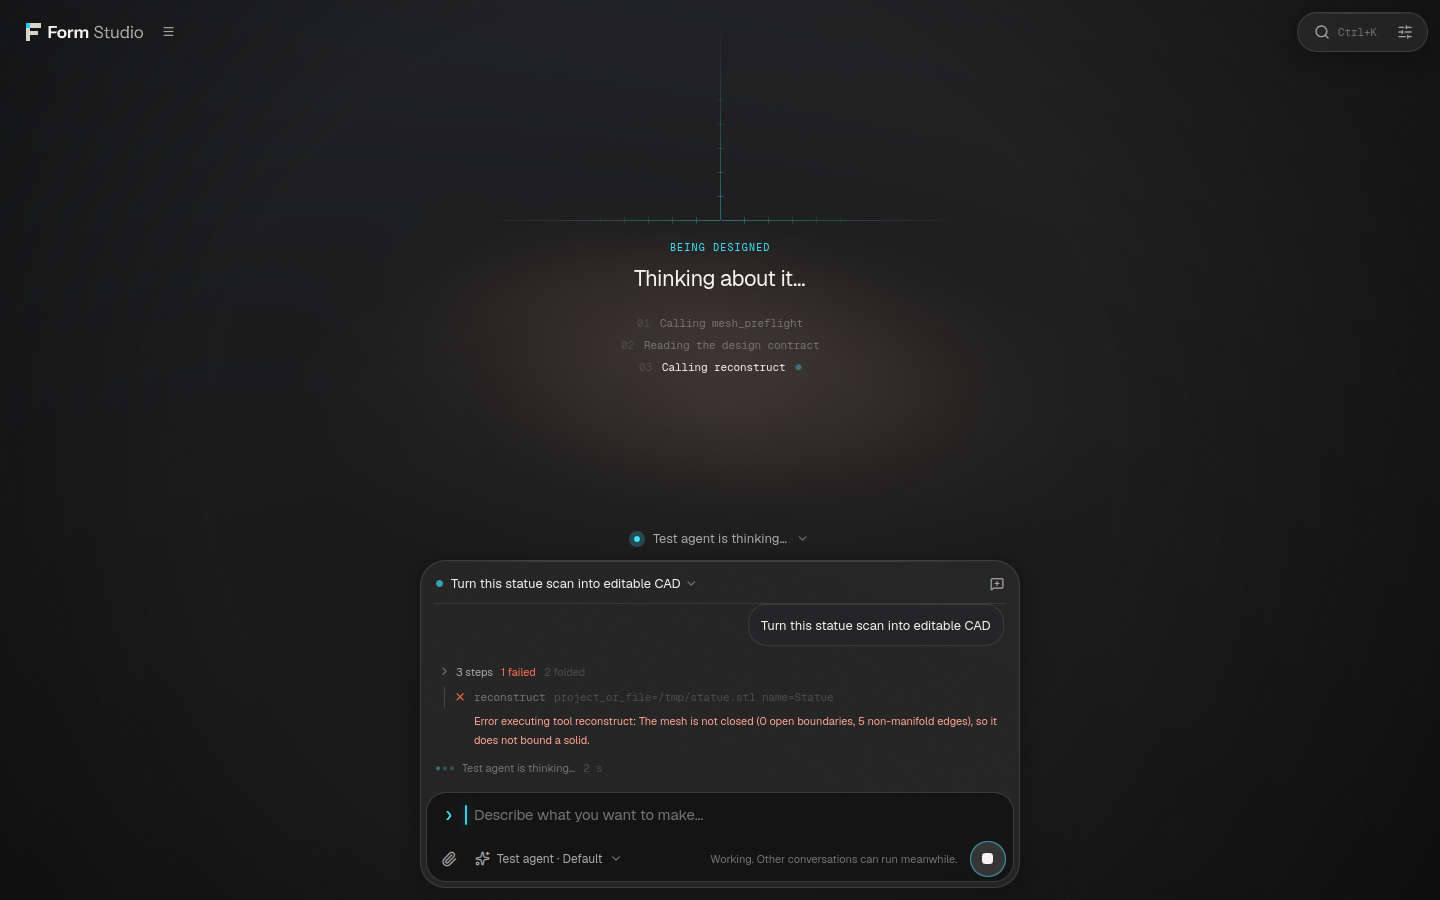 Form Studio
Ctrl+K
BEING DESIGNED
Thinking about it...
01 Calling mesh_preflight
02 Reading the design contract
03 Calling reconstruct
Test agent is thinking...
Turn this statue scan into editable CAD
Turn this statue scan into editable CAD
3 steps 1 failed 2 folded
reconstruct project_or_file=/tmp/statue.stl name=Statue
Error executing tool reconstruct: The mesh is not closed (0 open boundaries, 5 non-manifold edges), so it
does not bound a solid.
Test agent is thinking... 2 s
Describe what you want to make...
Test agent · Default
Working. Other conversations can run meanwhile.